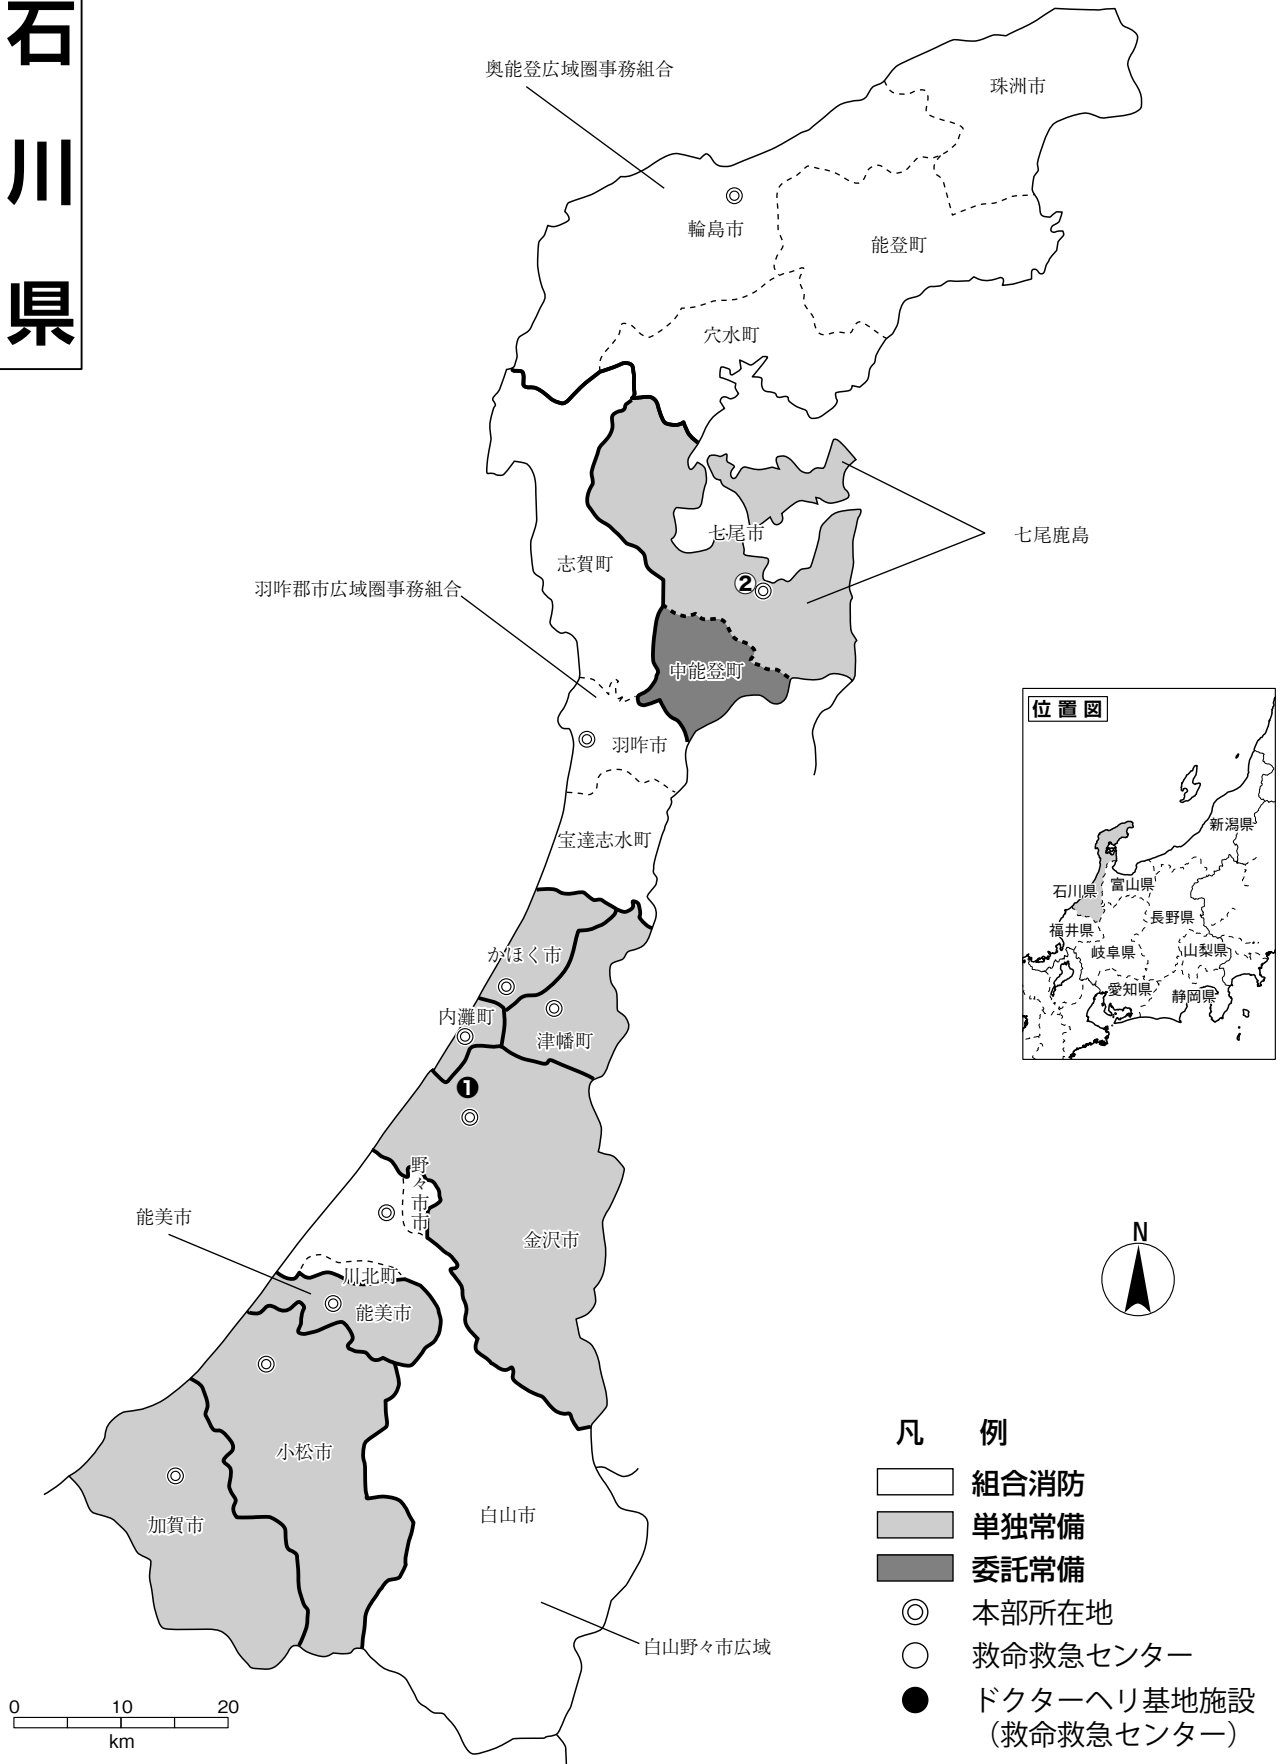 石川県
奥能登広域圏事務組合
珠洲市
輪島市
能登町
穴水町
七尾市
七尾鹿島
志賀町
②
羽咋郡市広域圏事務組合
中能登町
羽咋市
宝達志水町
かほく市
内灘町
津幡町
❶
野々市市
金沢市
能美市
川北町
能美市
小松市
加賀市
白山市
白山野々市広域
位置図
新潟県
石川県
富山県
長野県
福井県
岐阜県
山梨県
愛知県
静岡県
N
凡　例
組合消防
単独常備
委託常備
本部所在地
救命救急センター
ドクターヘリ基地施設
（救命救急センター）
0 10 20
km